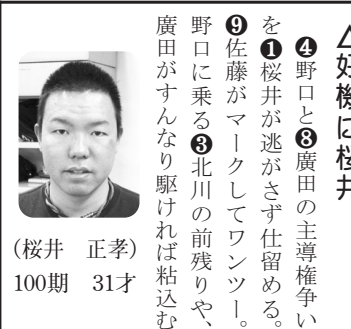 △好機に桜井
❹野口と❽廣田の主導権争い
を❶桜井が逃がさず仕留める。
❾佐藤がマークしてワンツー。
野口に乗る❸北川の前残りや、
廣田がすんなり駆ければ粘込む
(桜井　正孝)
100期　31才